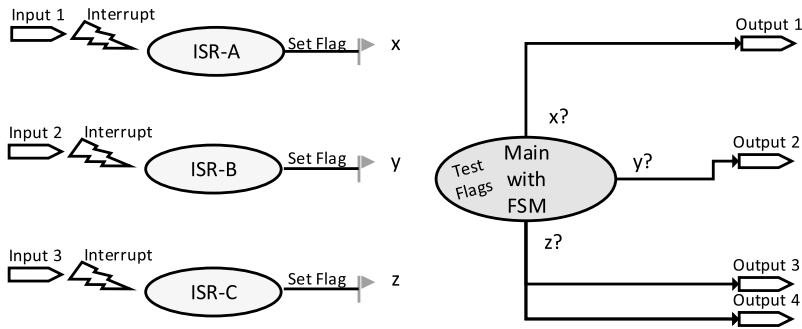 Input 1
Interrupt
ISR-A
Set Flag
x
Input 2
Interrupt
ISR-B
Set Flag
y
Input 3
Interrupt
ISR-C
Set Flag
z
Test
Flags
Main
with
FSM
x?
y?
z?
Output 1
Output 2
Output 3
Output 4